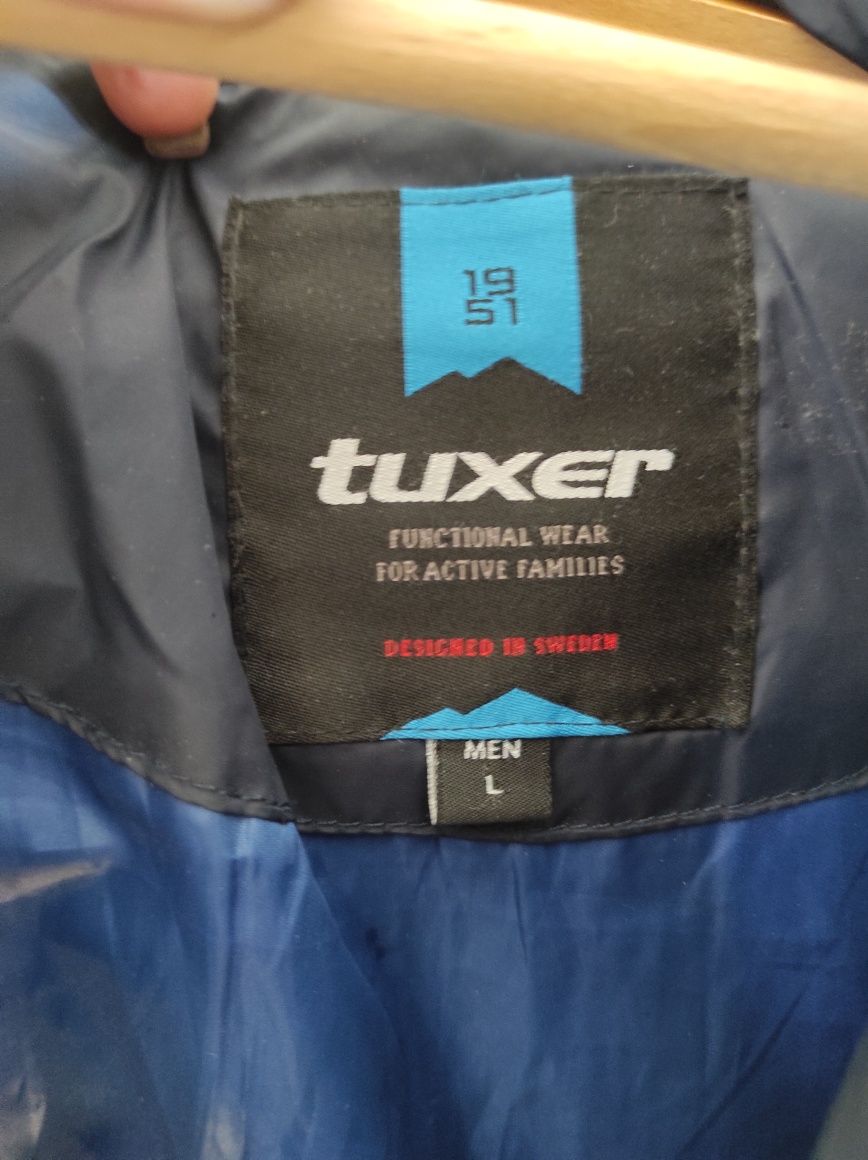 19
51
tuxer
FUNCTIONAL WEAR
FOR ACTIVE FAMILIES
DESIGNED IN SWEDEN
MEN
L